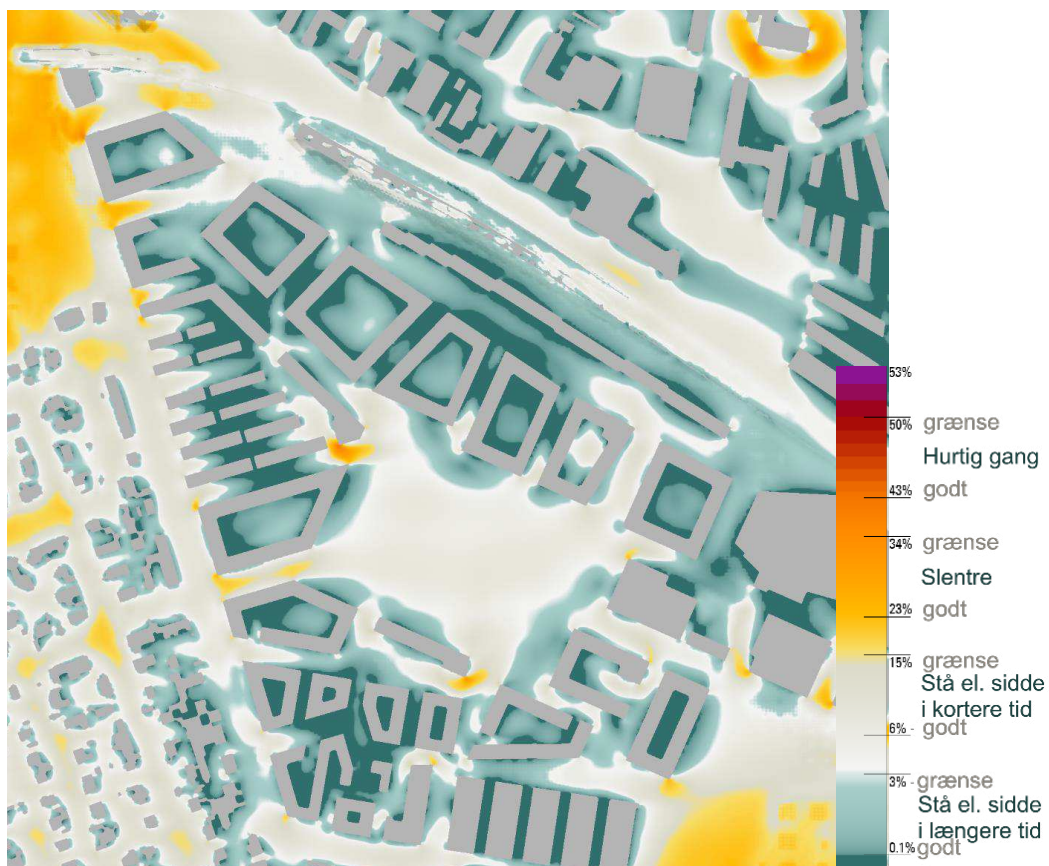 53%
grænse
50%
Hurtig gang
43% godt
34% grænse
Slentre
23% godt
15% grænse
Stå el. sidde
i kortere tid
6% - godt
3% - grænse
Stå el. sidde
i længere tid
0.1% godt